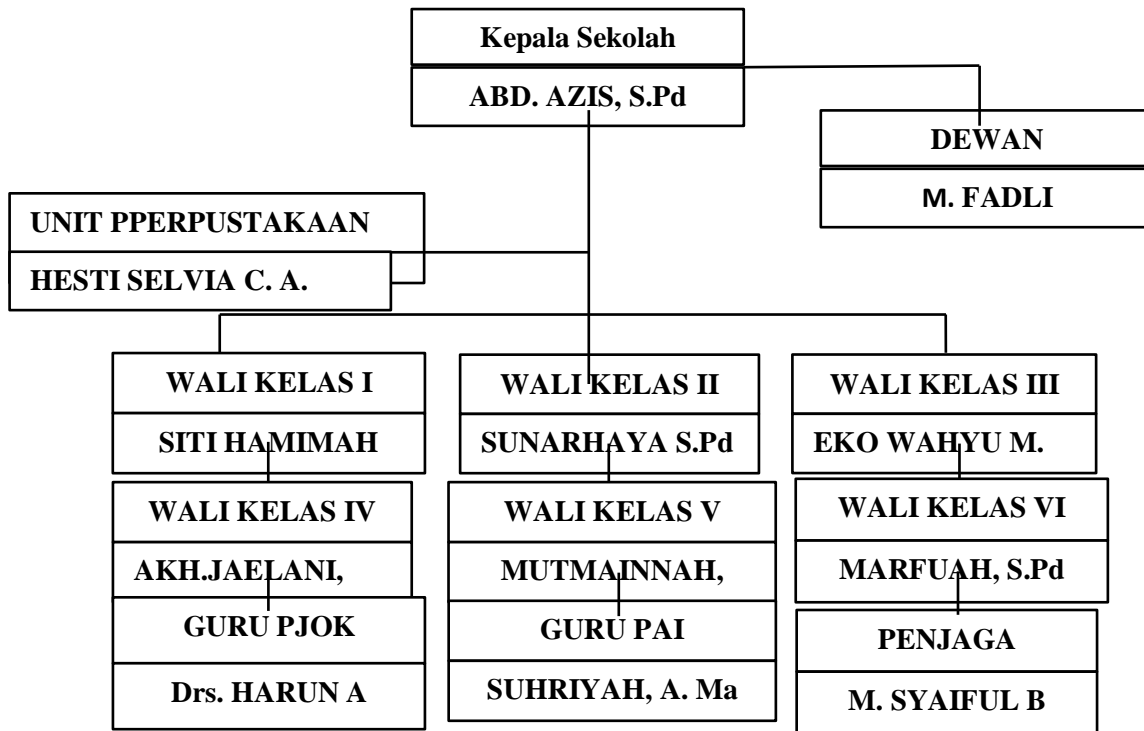 Kepala Sekolah
ABD. AZIS, S.Pd
DEWAN
M. FADLI
UNIT PPERPUSTAKAAN
HESTI SELVIA C. A.
WALI KELAS I
SITI HAMIMAH
WALI KELAS II
SUNARHAYA S.Pd
WALI KELAS III
EKO WAHYU M.
WALI KELAS IV
AKH.JAELANI,
WALI KELAS V
MUTMAINNAH,
WALI KELAS VI
MARFUAH, S.Pd
GURU PJOK
Drs. HARUN A
GURU PAI
SUHRIYAH, A. Ma
PENJAGA
M. SYAIFUL B